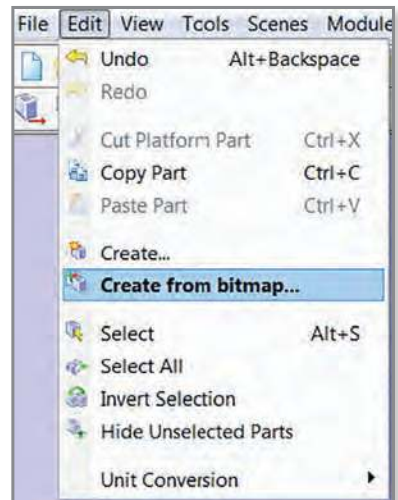 File Edit View Tools Scenes Module
Undo Alt+Backspace
Redo
Cut Platform Part Ctrl+X
Copy Part Ctrl+C
Paste Part Ctrl+V
Create...
Create from bitmap...
Select Alt+S
Select All
Invert Selection
Hide Unselected Parts
Unit Conversion